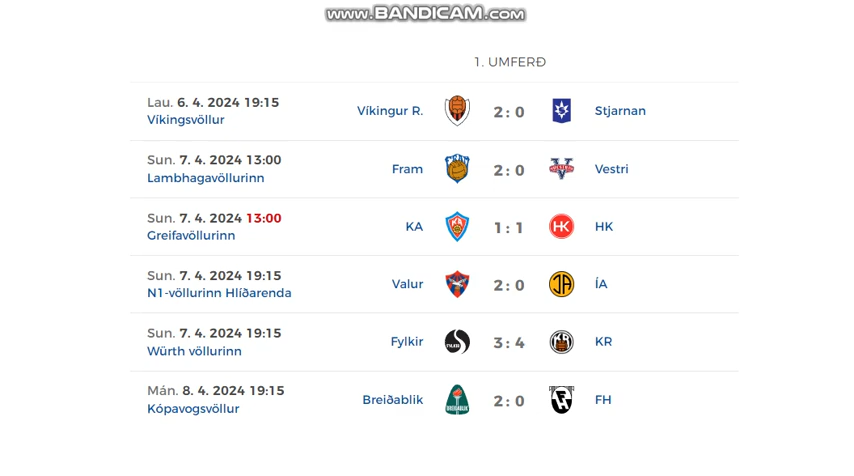 www.BANDICAM.com
1. UMFERÐ
Lau. 6. 4. 2024 19:15
Víkingsvöllur
Víkingur R. 2:0 Stjarnan
Sun. 7. 4. 2024 13:00
Lambhagavöllurinn
Fram 2:0 Vestri
Sun. 7. 4. 2024 13:00
Greifavöllurinn
KA 1:1 HK HK
Sun. 7. 4. 2024 19:15
N1-völlurinn Hlíðarenda
Valur 2:0 ÍA
Sun. 7. 4. 2024 19:15
Würth völlurinn
Fylkir 3:4 KR
Mán. 8. 4. 2024 19:15
Kópavogsvöllur
Breiðablik BREIÐABLIK 2:0 FH